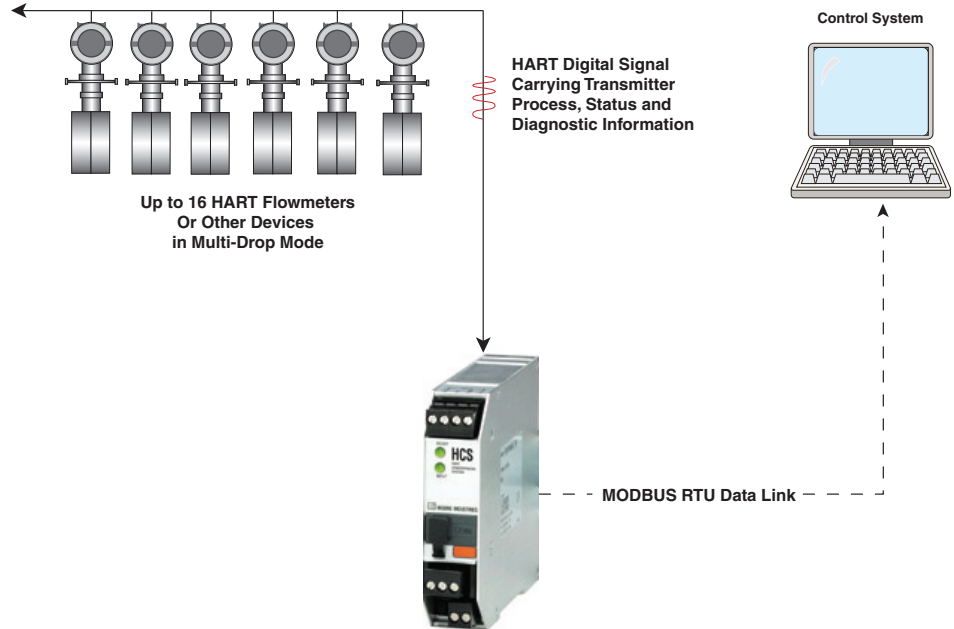 Control System
HART Digital Signal
Carrying Transmitter
Process, Status and
Diagnostic Information
Up to 16 HART Flowmeters
Or Other Devices
in Multi-Drop Mode
HCS
MOORE INDUSTRIES
MODBUS RTU Data Link